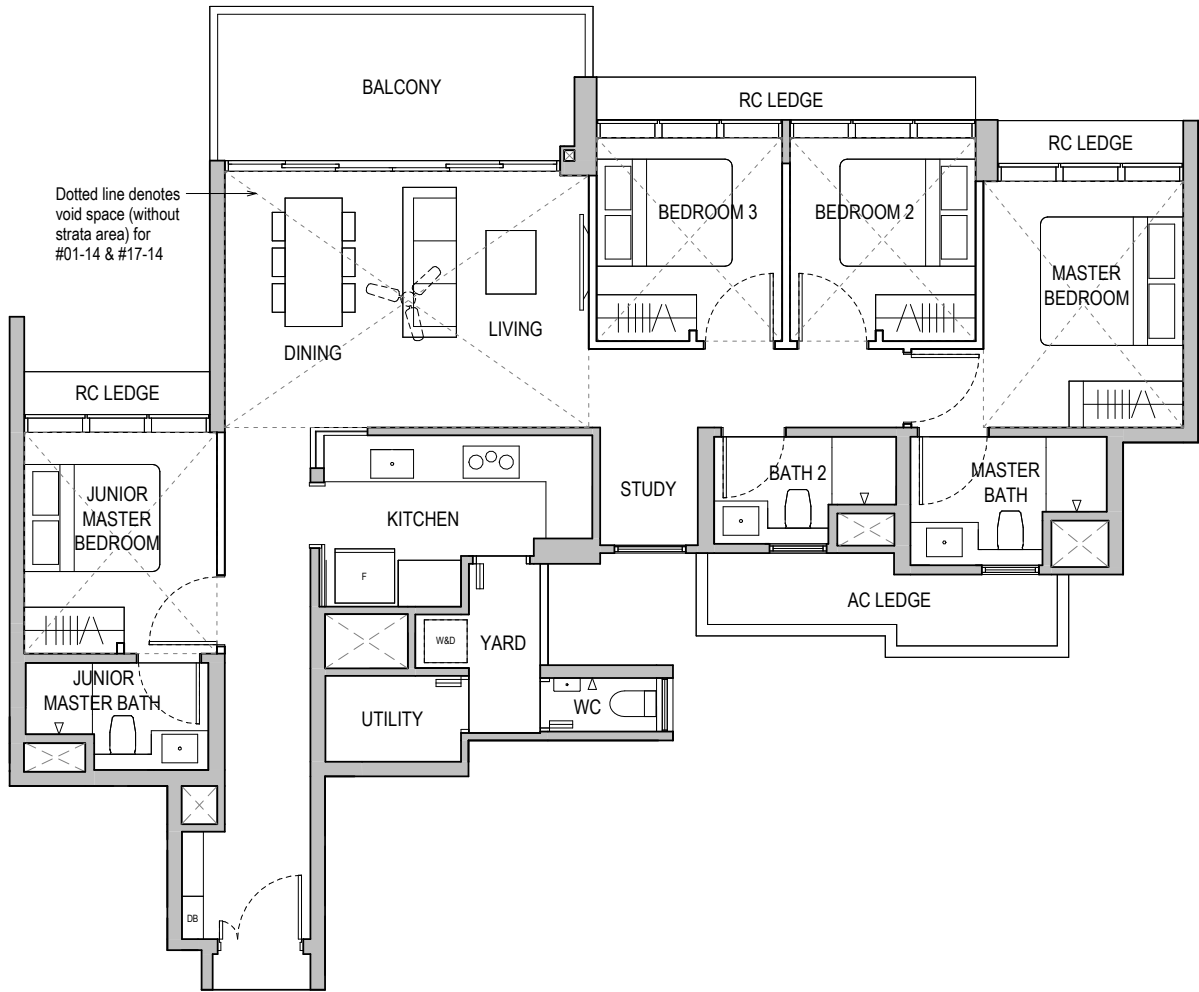 BALCONY
RC LEDGE
RC LEDGE
Dotted line denotes
void space (without
strata area) for
#01-14 & #17-14
BEDROOM 3
BEDROOM 2
MASTER
BEDROOM
LIVING
DINING
RC LEDGE
JUNIOR
MASTER
BEDROOM
KITCHEN
STUDY
BATH 2
MASTER
BATH
F
AC LEDGE
W&D
YARD
JUNIOR
MASTER BATH
UTILITY
WC
DB